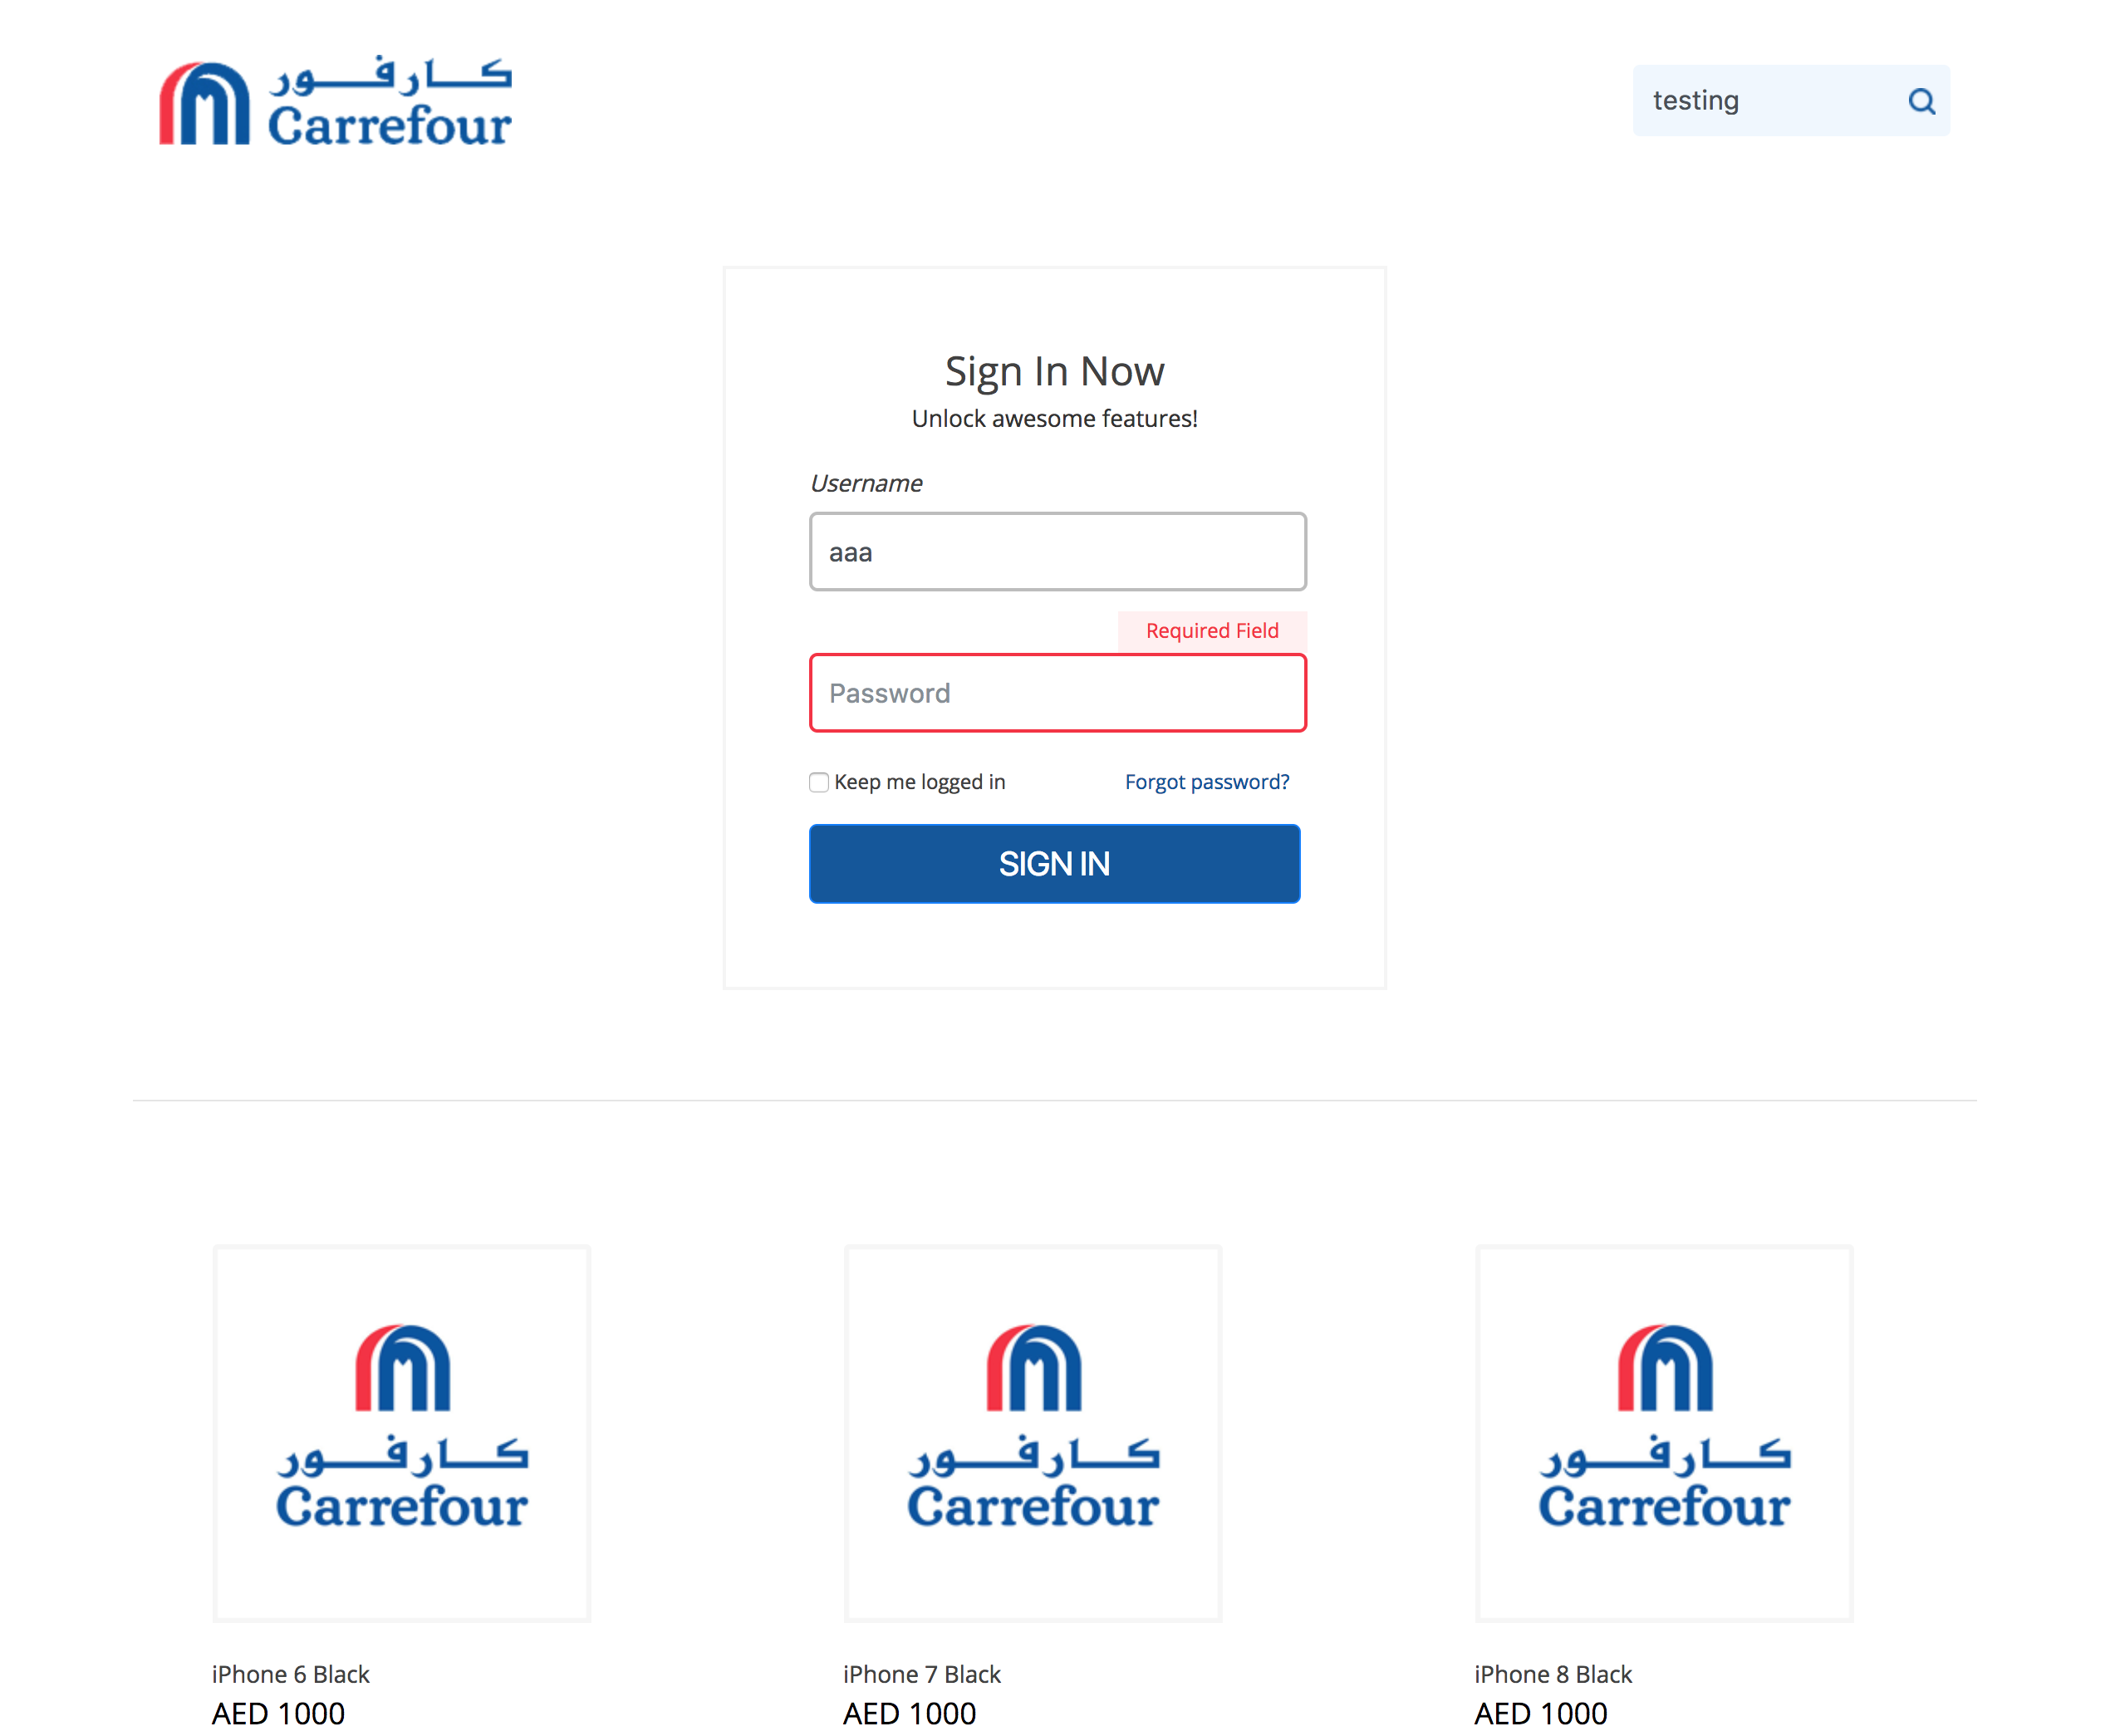 كارفور
Carrefour
testing
Sign In Now
Unlock awesome features!
Username
aaa
Required Field
Password
Keep me logged in
Forgot password?
SIGN IN
كارفور
Carrefour
كارفور
Carrefour
كارفور
Carrefour
iPhone 6 Black
AED 1000
iPhone 7 Black
AED 1000
iPhone 8 Black
AED 1000